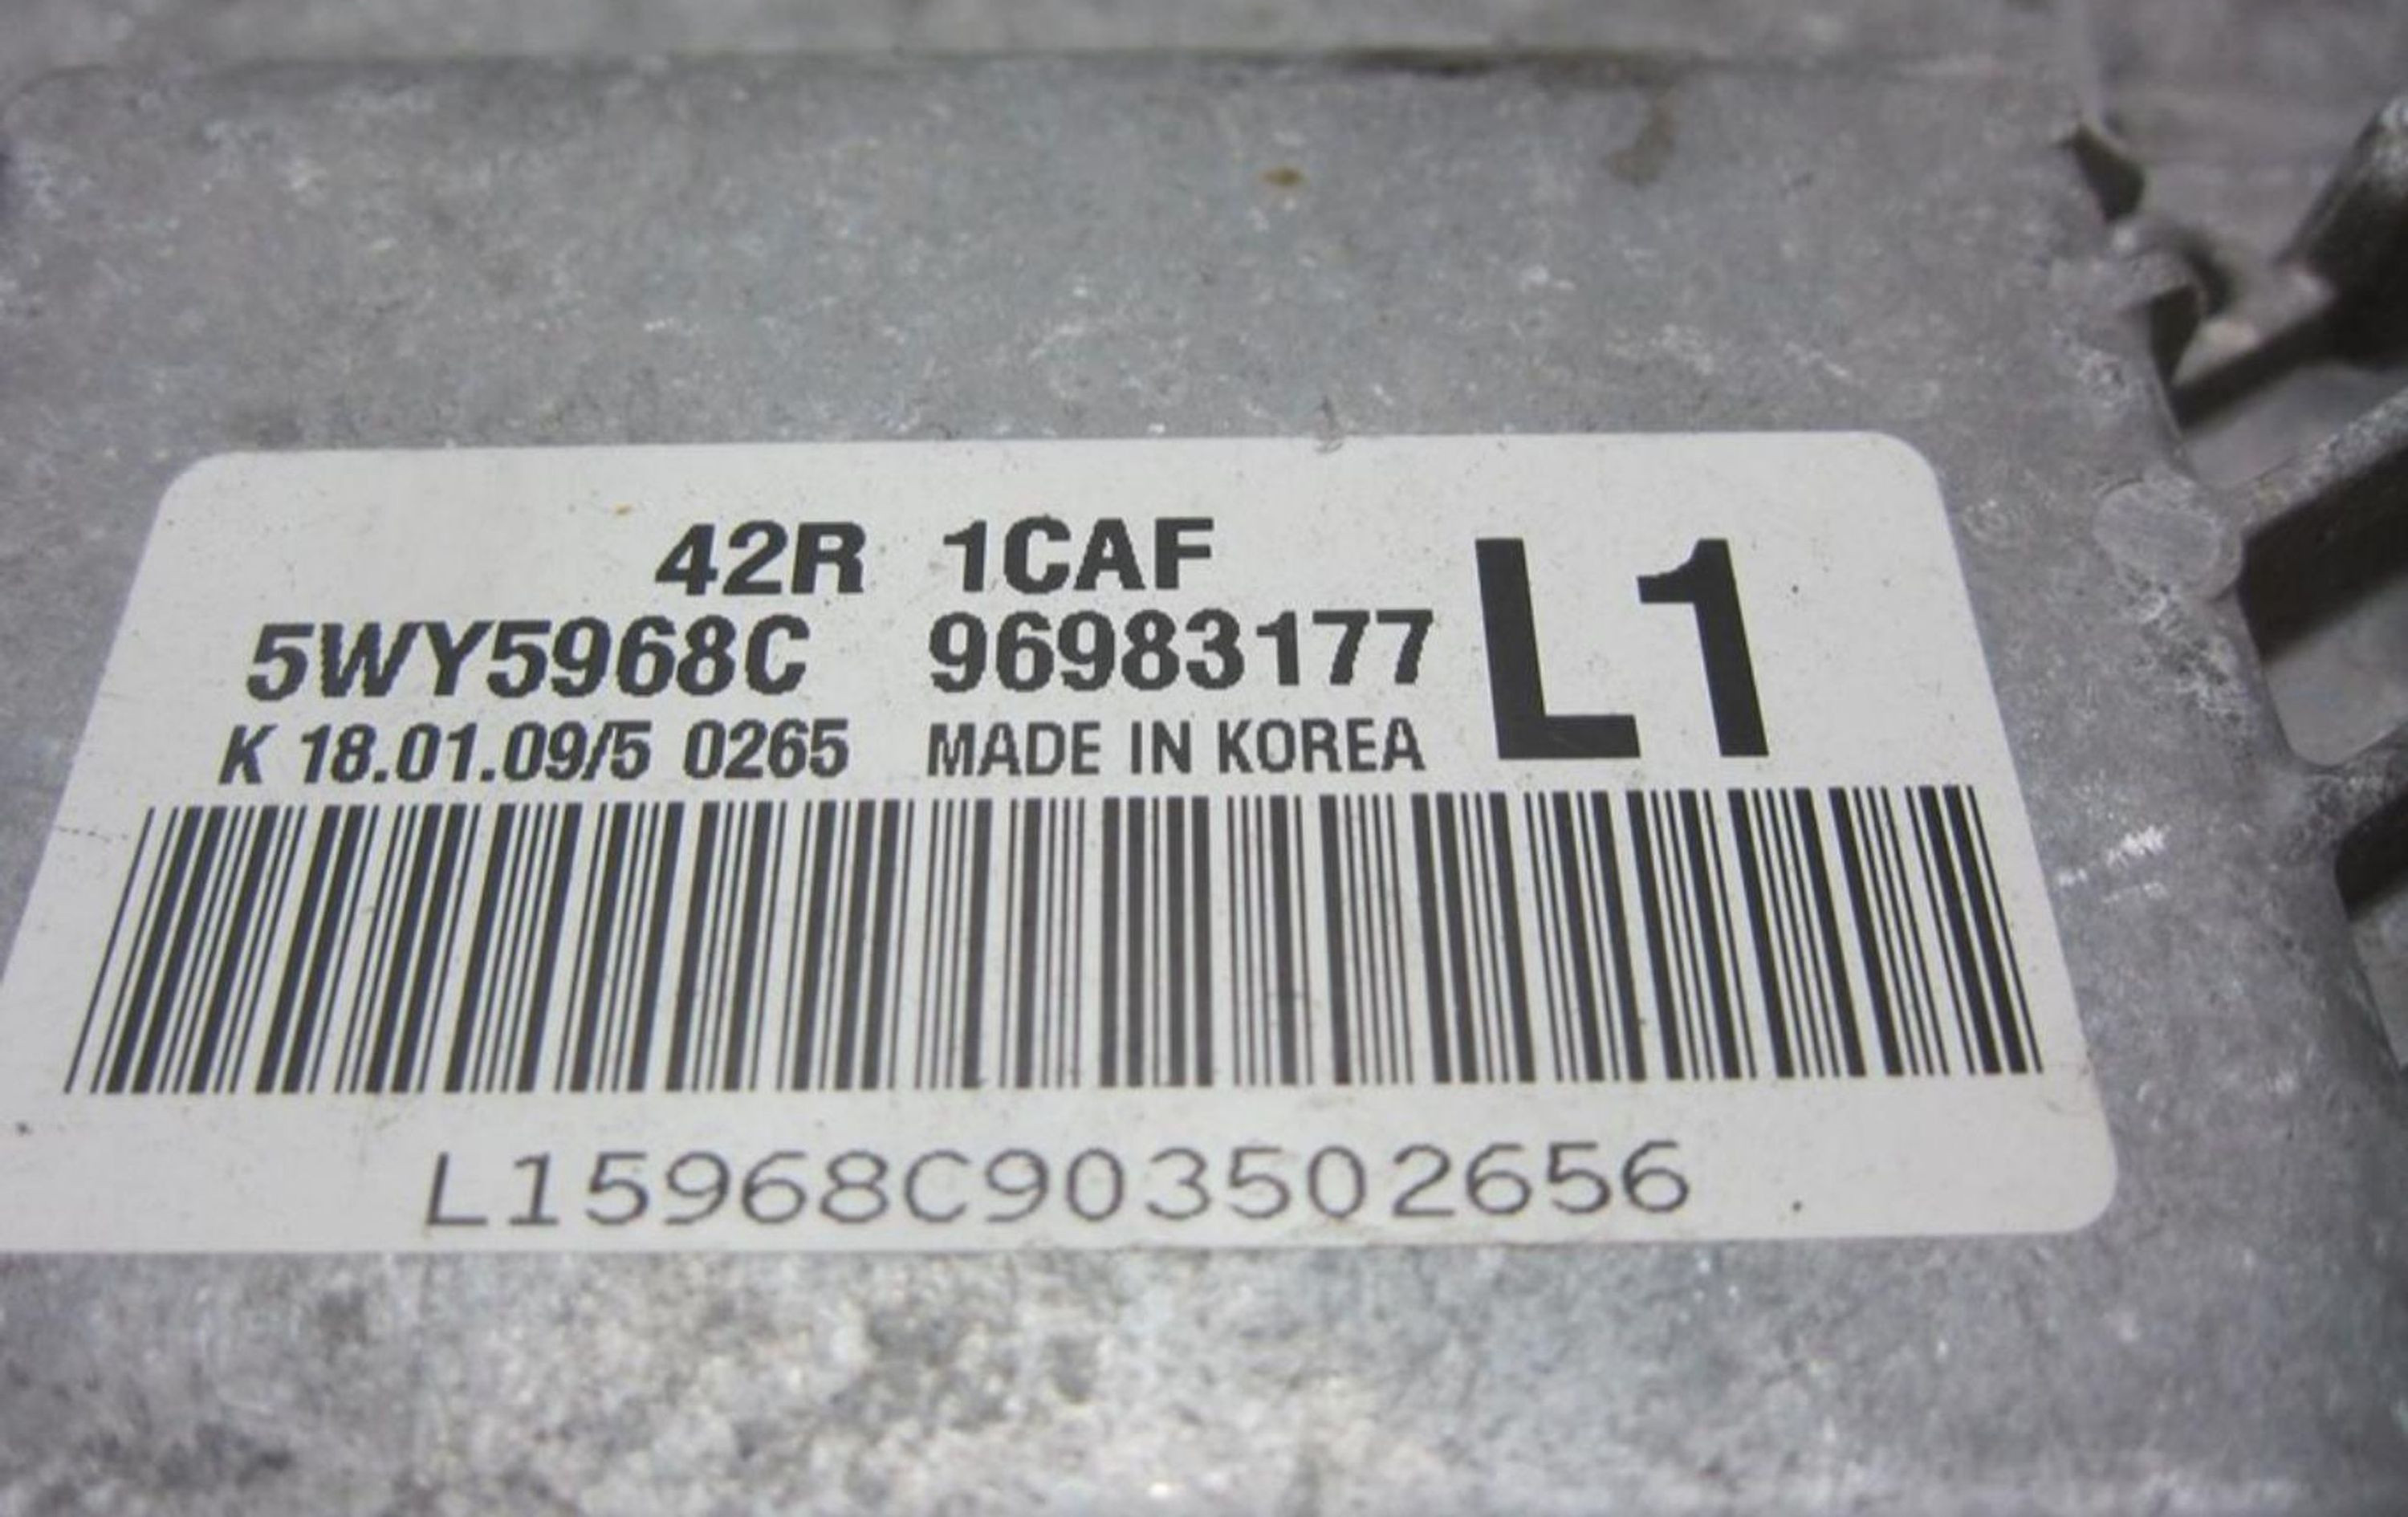 42R 1CAF
5WY5968C 96983177 L1
K 18.01.09/5 0265 MADE IN KOREA
L15968C903502656